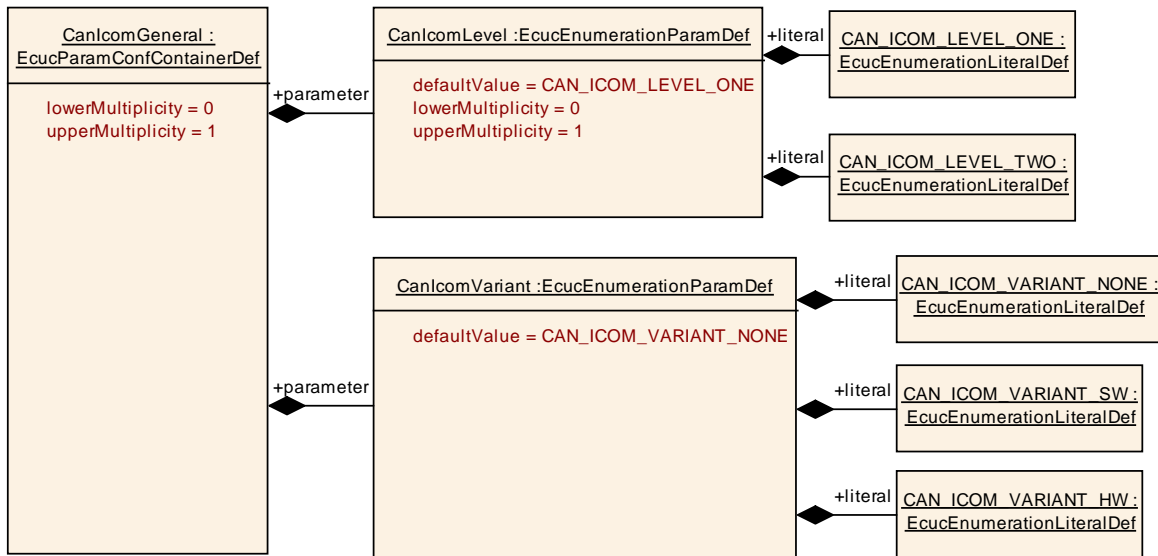 CanIcomGeneral :
EcucParamConfContainerDef
lowerMultiplicity = 0
upperMultiplicity = 1
+parameter
CanIcomLevel :EcucEnumerationParamDef
defaultValue = CAN_ICOM_LEVEL_ONE
lowerMultiplicity = 0
upperMultiplicity = 1
+literal
CAN_ICOM_LEVEL_ONE :
EcucEnumerationLiteralDef
+literal
CAN_ICOM_LEVEL_TWO :
EcucEnumerationLiteralDef
+parameter
CanIcomVariant :EcucEnumerationParamDef
defaultValue = CAN_ICOM_VARIANT_NONE
+literal
CAN_ICOM_VARIANT_NONE :
EcucEnumerationLiteralDef
+literal
CAN_ICOM_VARIANT_SW :
EcucEnumerationLiteralDef
+literal
CAN_ICOM_VARIANT_HW :
EcucEnumerationLiteralDef